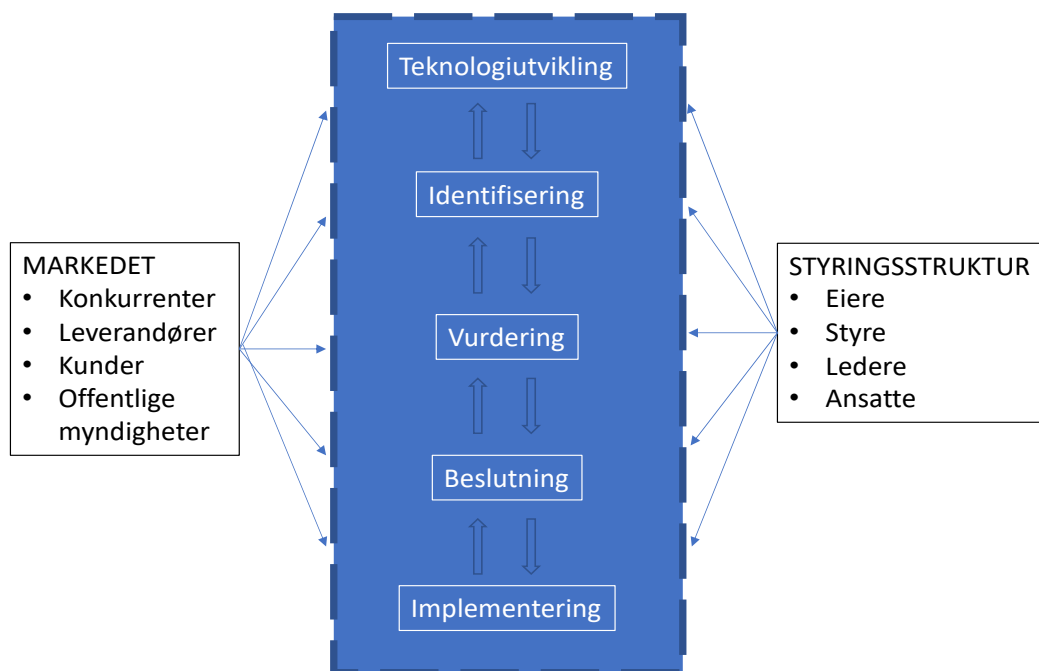 Teknologiutvikling
Identifisering
Vurdering
Beslutning
Implementering
MARKEDET
• Konkurrenter
• Leverandører
• Kunder
• Offentlige
myndigheter
STYRINGSSTRUKTUR
• Eiere
• Styre
• Ledere
• Ansatte